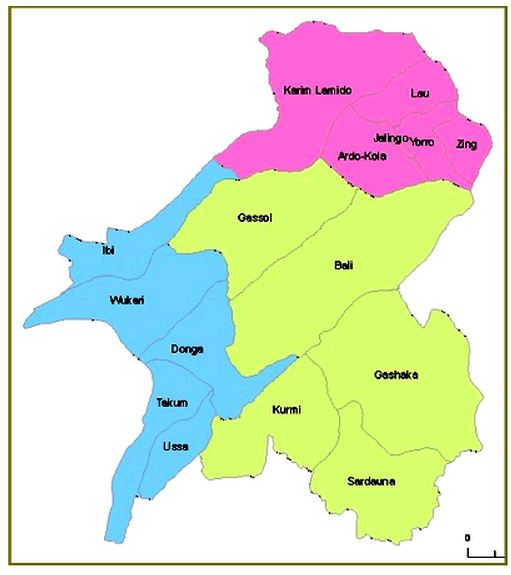 Karim Lamido
Lau
Jalingo
Yorro
Zing
Ardo-Kola
Gassol
Ibi
Bali
Wukari
Donga
Gashaka
Takum
Kurmi
Ussa
Sardauna
0